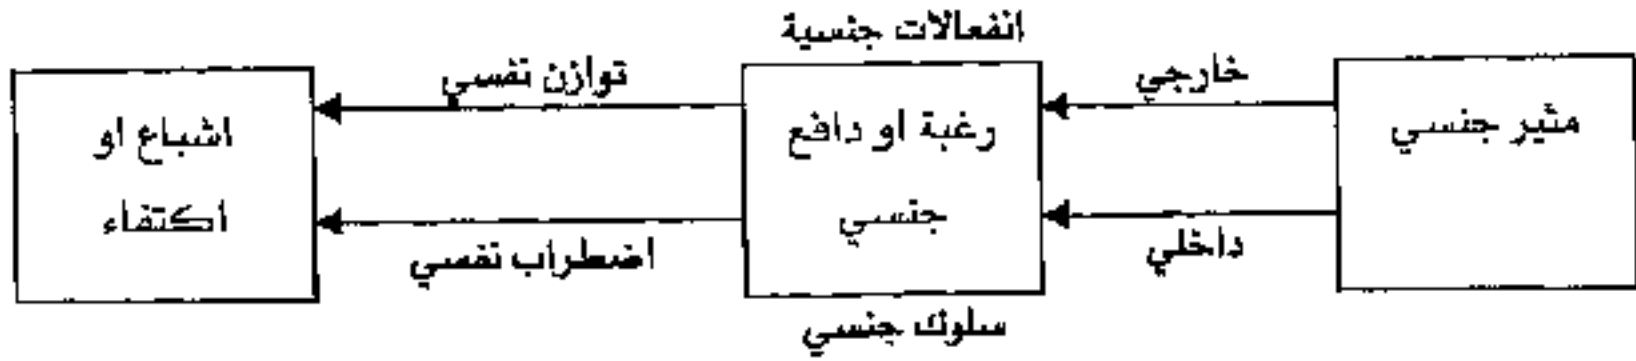 انفعالات جنسية
مثير جنسي
خارجي
داخلي
رغبة او دافع
جنسي
سلوك جنسي
توازن نفسي
اضطراب نفسي
اشباع او
اكتفاء